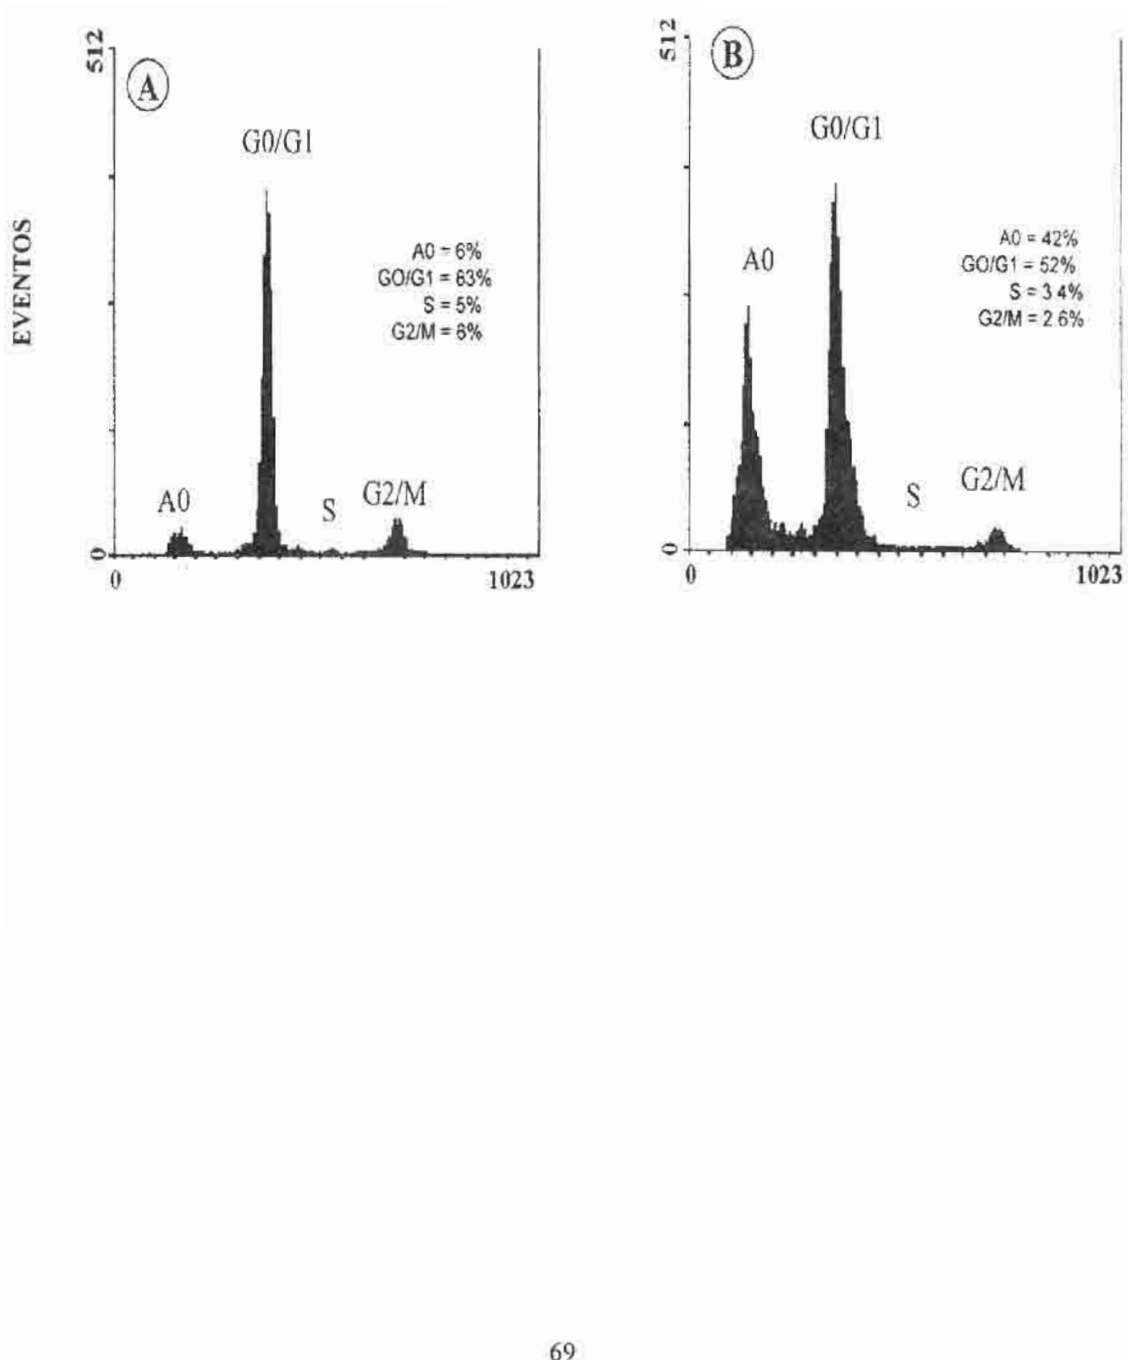 512
A
G0/G1
EVENTOS
A0 = 6%
GO/G1 = 83%
S = 5%
G2/M = 6%
A0
S
G2/M
0
0
1023
512
B
G0/G1
A0
A0 = 42%
GO/G1 = 52%
S = 3.4%
G2/M = 2.6%
S
G2/M
0
0
1023
69